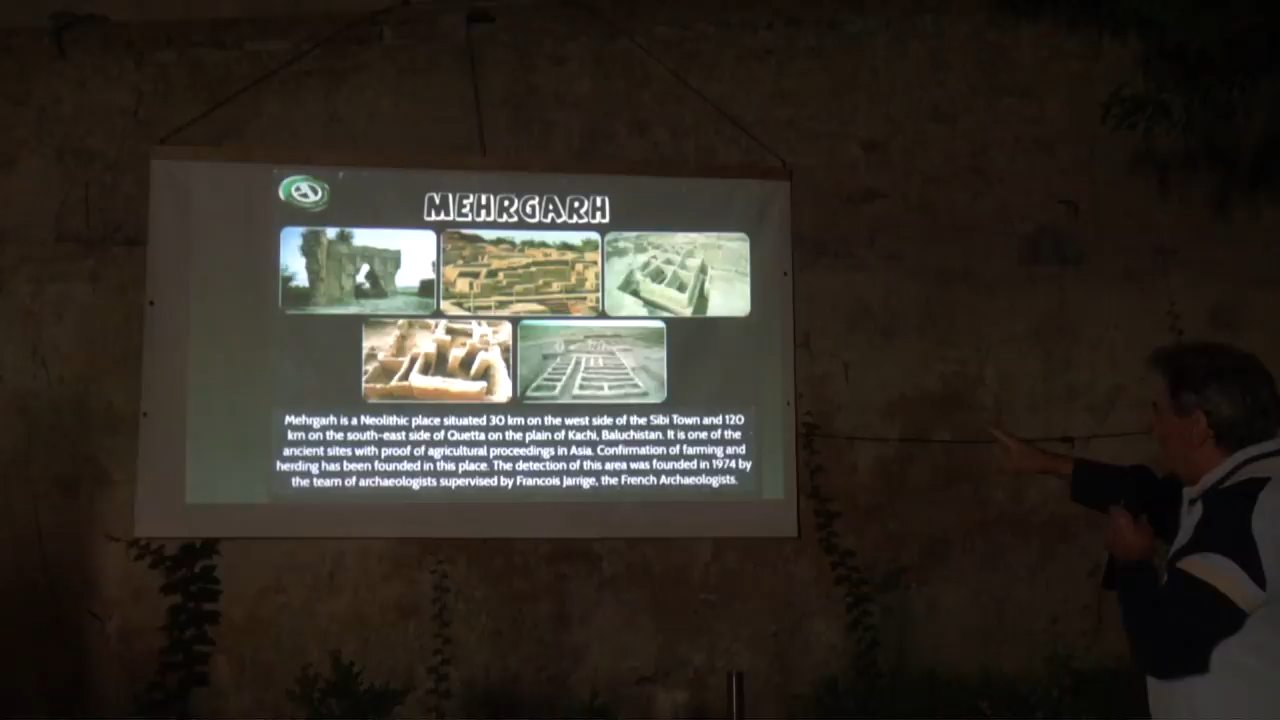 MEHRGARH
Mehrgarh is a Neolithic place situated 30 km on the west side of the Sibi Town and 120
km on the south-east side of Quetta on the plain of Kachi, Baluchistan. It is one of the
ancient sites with proof of agricultural proceedings in Asia. Confirmation of farming and
herding has been founded in this place. The detection of this area was founded in 1974 by
the team of archaeologists supervised by Francois Jarrige, the French Archaeologists.